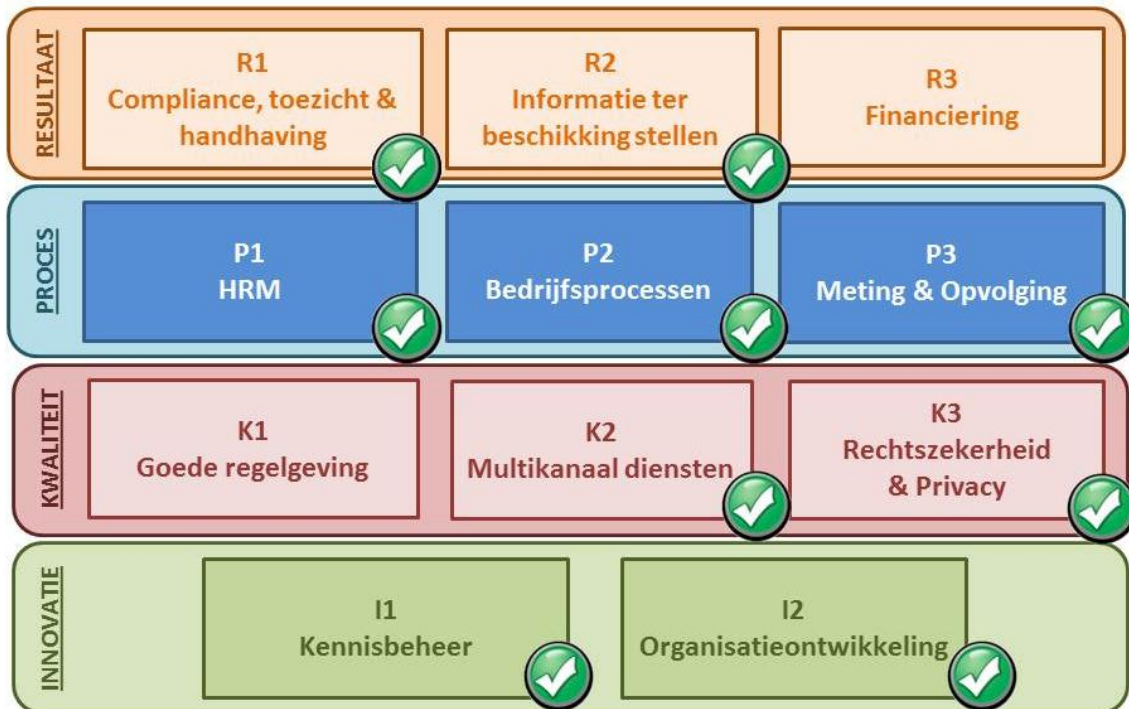 RESULTAAT
R1
Compliance, toezicht &
handhaving
R2
Informatie ter
beschikking stellen
R3
Financiering
PROCES
P1
HRM
P2
Bedrijfsprocessen
P3
Meting & Opvolging
KWALITEIT
K1
Goede regelgeving
K2
Multikanaal diensten
K3
Rechtszekerheid
& Privacy
INNOVATIE
I1
Kennisbeheer
I2
Organisatieontwikkeling